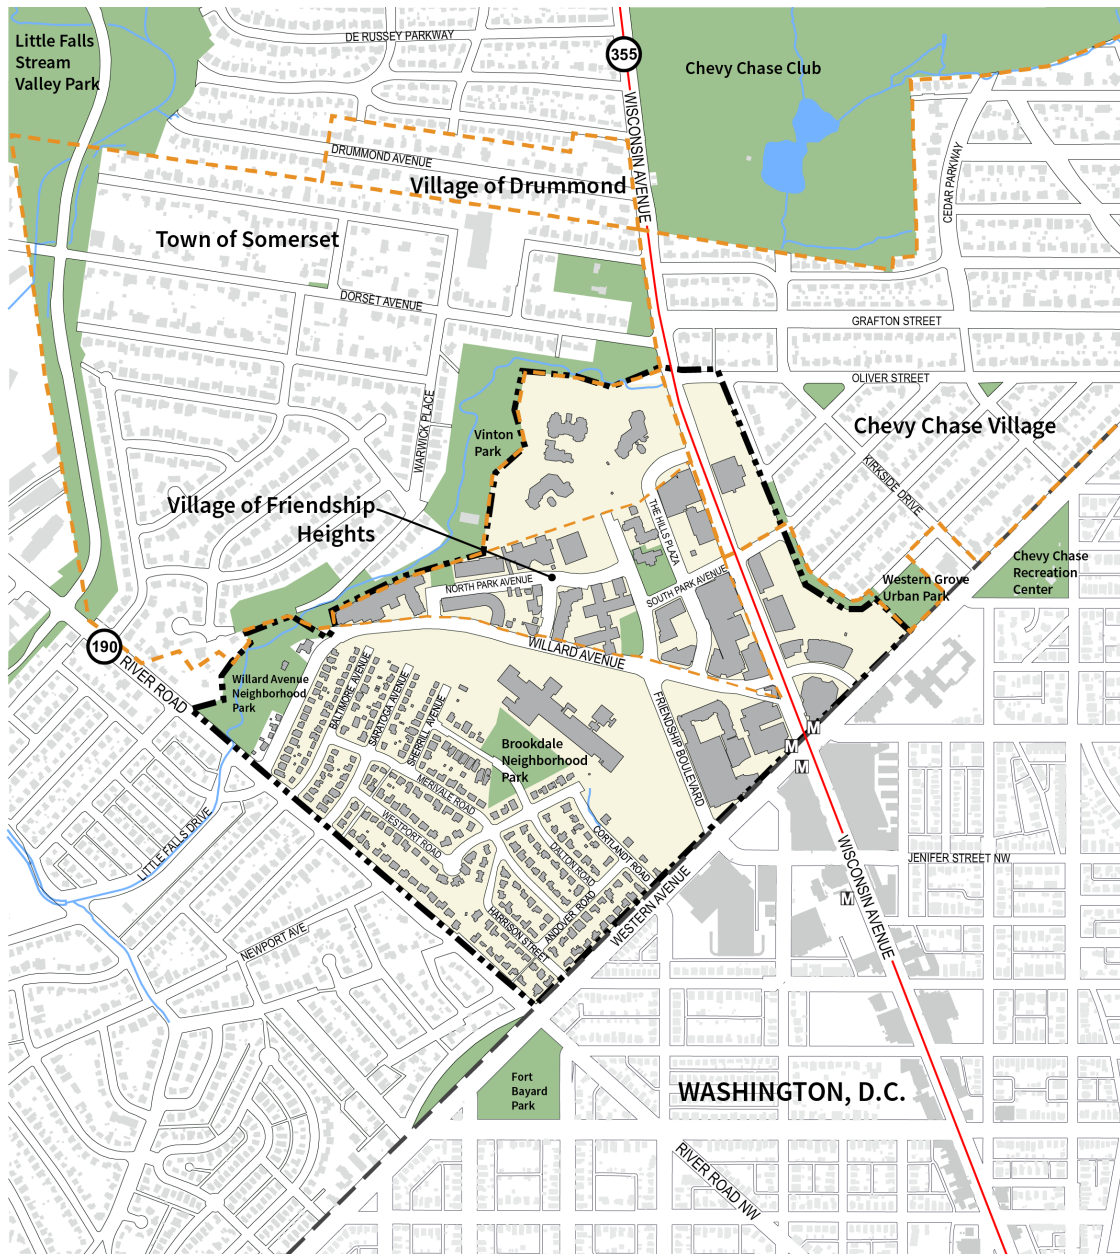 DE RUSSEY PARKWAY
Little Falls
Stream
Valley Park
355
Chevy Chase Club
WISCONSIN AVENUE
DRUMMOND AVENUE
Village of Drummond
CEDAR PARKWAY
Town of Somerset
DORSET AVENUE
GRAFTON STREET
OLIVER STREET
WARWICK PLACE
Chevy Chase Village
Vinton
Park
KIRKSIDE DRIVE
Village of Friendship
Heights
THE HILLS PLAZA
Chevy Chase
Recreation
Center
NORTH PARK AVENUE
SOUTH PARK AVENUE
Western Grove
Urban Park
190
RIVER ROAD
WILLARD AVENUE
Willard Avenue
Neighborhood
Park
BALTIMORE AVENUE
SARATOGA AVENUE
SHERRILL AVENUE
FRIENDSHIP BOULEVARD
Brookdale
Neighborhood
Park
M
M
M
MERIVALE ROAD
WESTPORT ROAD
LITTLE FALLS DRIVE
CORTLANDT ROAD
DALTON ROAD
WISCONSIN AVENUE
JENIFER STREET NW
M
HARRISON STREET
ANDOVER ROAD
WESTERN AVENUE
NEWPORT AVE
Fort
Bayard
Park
WASHINGTON, D.C.
RIVER ROAD NW